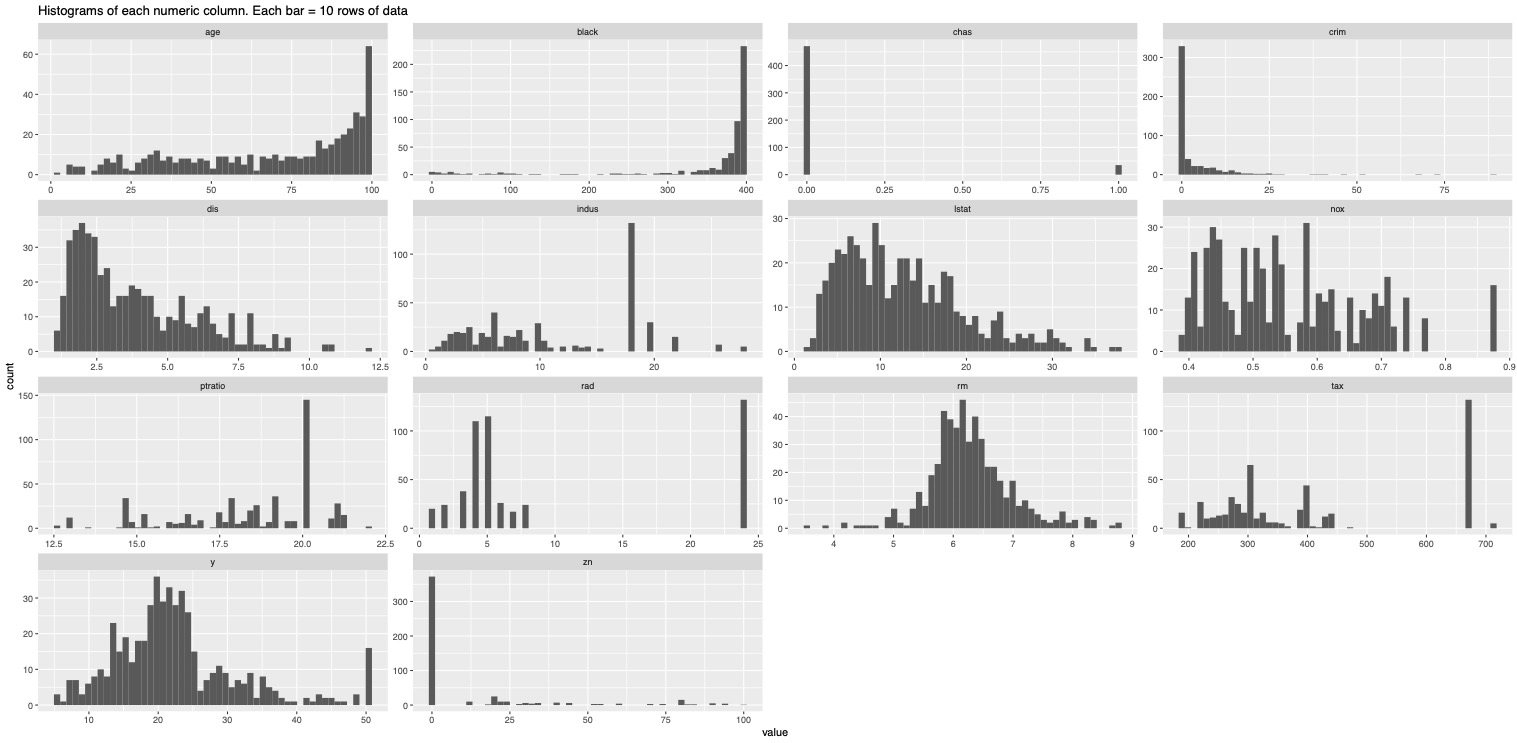 Histograms of each numeric column. Each bar = 10 rows of data
age black chas crim
60 40 20 0
200 150 100 50 0
400 300 200 100 0
300 200 100 0
0 25 50 75 100
0 100 200 300 400
0.00 0.25 0.50 0.75 1.00
0 25 50 75
dis indus lstat nox
30 20 10 0
100 50 0
30 20 10 0
30 20 10 0
2.5 5.0 7.5 10.0 12.5
0 10 20
0 10 20 30
0.4 0.5 0.6 0.7 0.8 0.9
count
ptratio rad rm tax
150 100 50 0
100 50 0
40 30 20 10 0
100 50 0
12.5 15.0 17.5 20.0 22.5
0 5 10 15 20 25
4 5 6 7 8 9
200 300 400 500 600 700
y zn
30 20 10 0
300 200 100 0
10 20 30 40 50
0 25 50 75 100
value